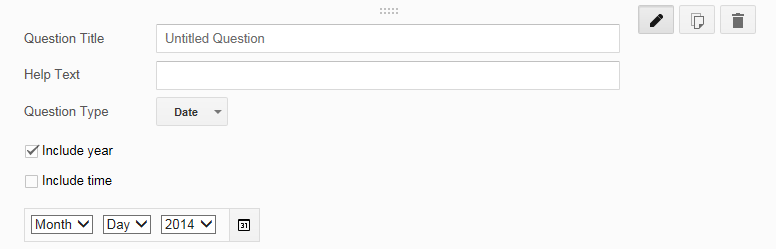 Question Title Untitled Question
Help Text
Question Type Date
Include year
Include time
Month Day 2014 31